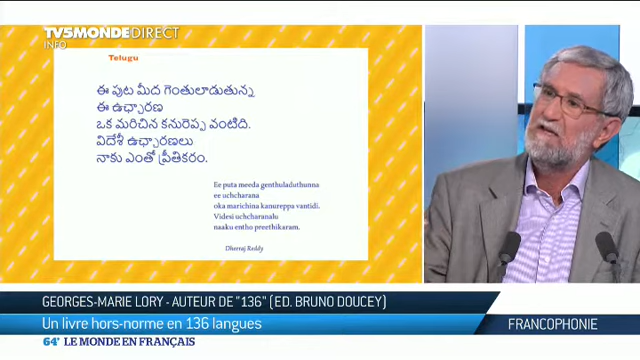 TV5MONDE DIRECT
INFO
Telugu
ఈ పుట మీద గెంతులాడుతున్న
ఈ ఉచ్ఛారణ
ఒక మరిచిన కనురెప్ప వంటిది.
విదేశీ ఉచ్ఛారణలు
నాకు ఎంతో ప్రీతికరం.
Ee puta meeda genthuladuthunna
ee uchcharana
oka marichina kanureppa vantidi.
Videsi uchcharanalu
naaku entho preethikaram.
Dheeraj Reddy
GEORGES-MARIE LORY - AUTEUR DE "136" (ED. BRUNO DOUCEY)
Un livre hors-norme en 136 langues
FRANCOPHONIE
64' LE MONDE EN FRANÇAIS